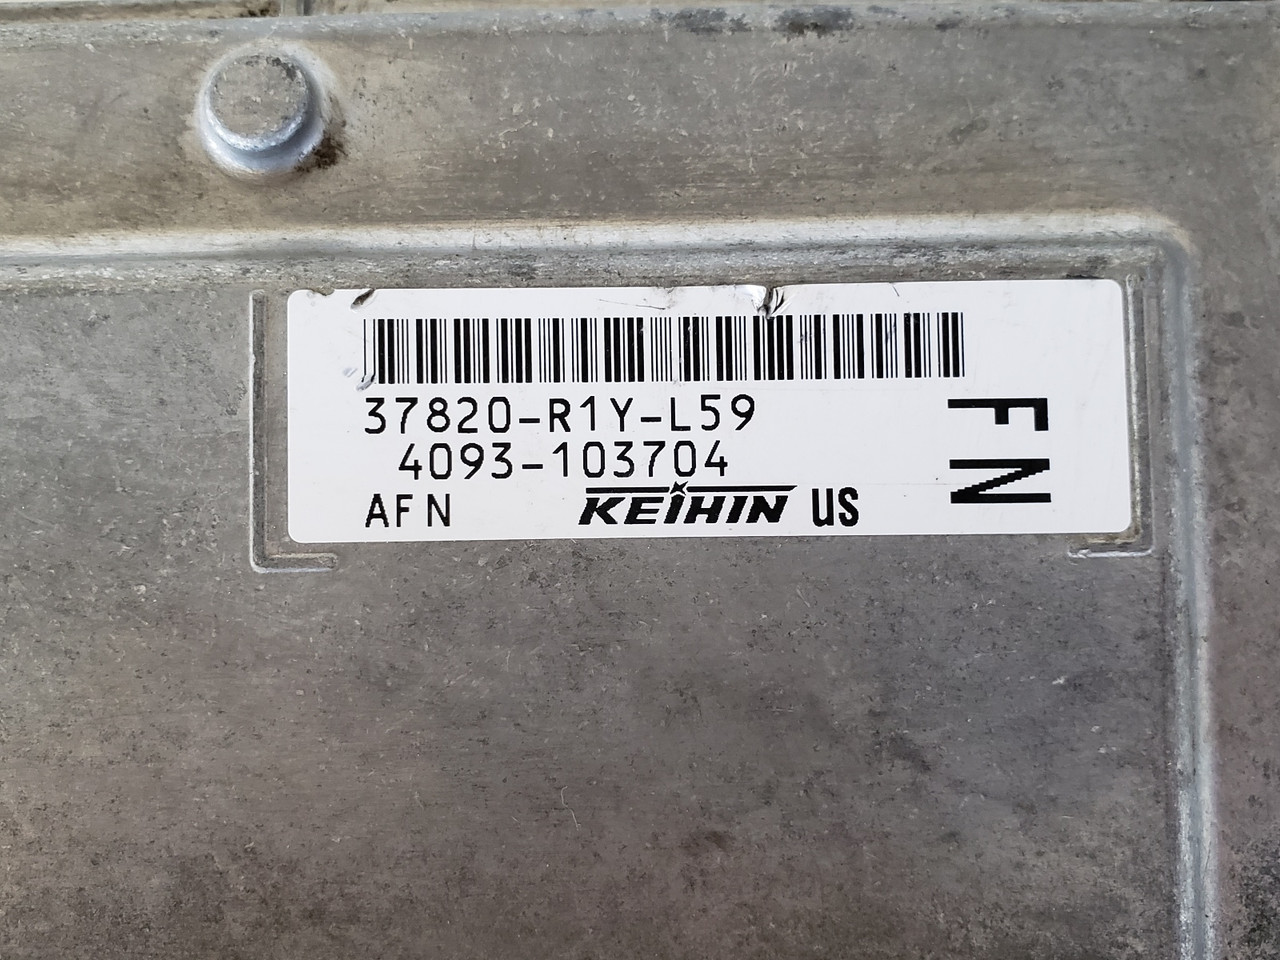 37820-R1Y-L59
4093-103704
AFN
KEIHIN US
FN